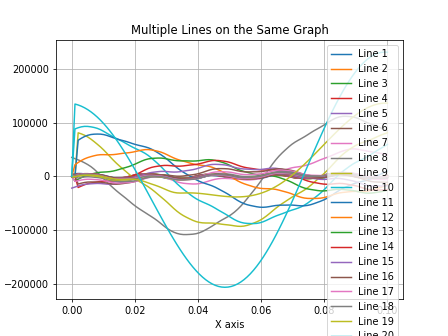 Multiple Lines on the Same Graph
200000
100000
0
−100000
−200000
0.00
0.02
0.04
0.06
0.08
0.10
X axis
Line 1
Line 2
Line 3
Line 4
Line 5
Line 6
Line 7
Line 8
Line 9
Line 10
Line 11
Line 12
Line 13
Line 14
Line 15
Line 16
Line 17
Line 18
Line 19
Line 20